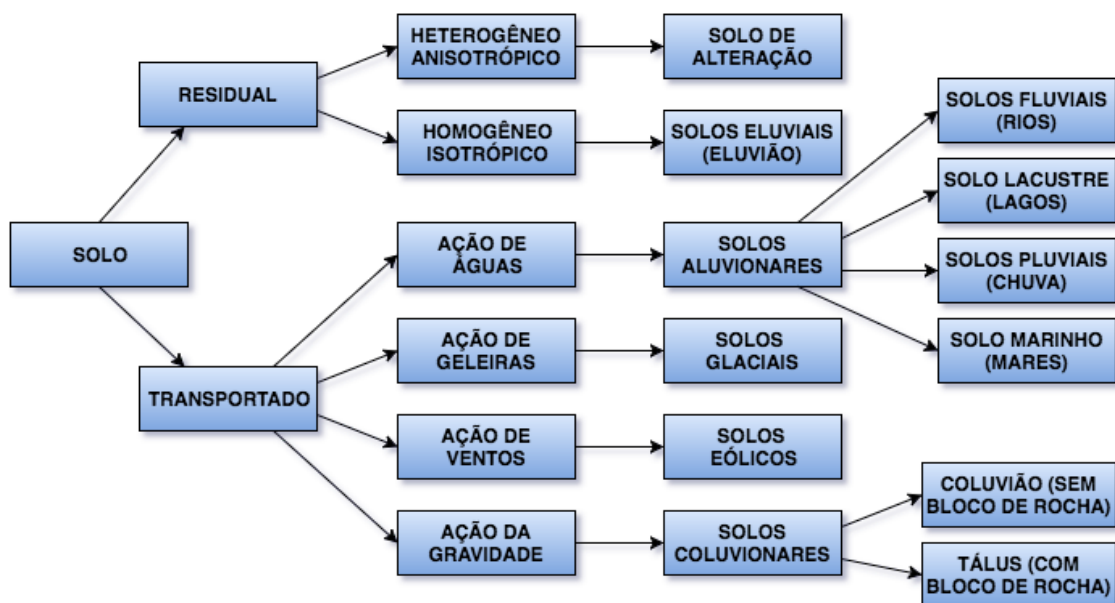 HETEROGÊNEO
ANISOTRÓPICO
SOLO DE
ALTERAÇÃO
RESIDUAL
HOMOGÊNEO
ISOTRÓPICO
SOLOS ELUVIAIS
(ELUVIÃO)
SOLOS FLUVIAIS
(RIOS)
SOLO LACUSTRE
(LAGOS)
SOLO
AÇÃO DE
ÁGUAS
SOLOS
ALUVIONARES
SOLOS PLUVIAIS
(CHUVA)
SOLO MARINHO
(MARES)
AÇÃO DE
GELEIRAS
SOLOS
GLACIAIS
TRANSPORTADO
AÇÃO DE
VENTOS
SOLOS
EÓLICOS
AÇÃO DA
GRAVIDADE
SOLOS
COLUVIONARES
COLUVIÃO (SEM
BLOCO DE ROCHA)
TÁLUS (COM
BLOCO DE ROCHA)